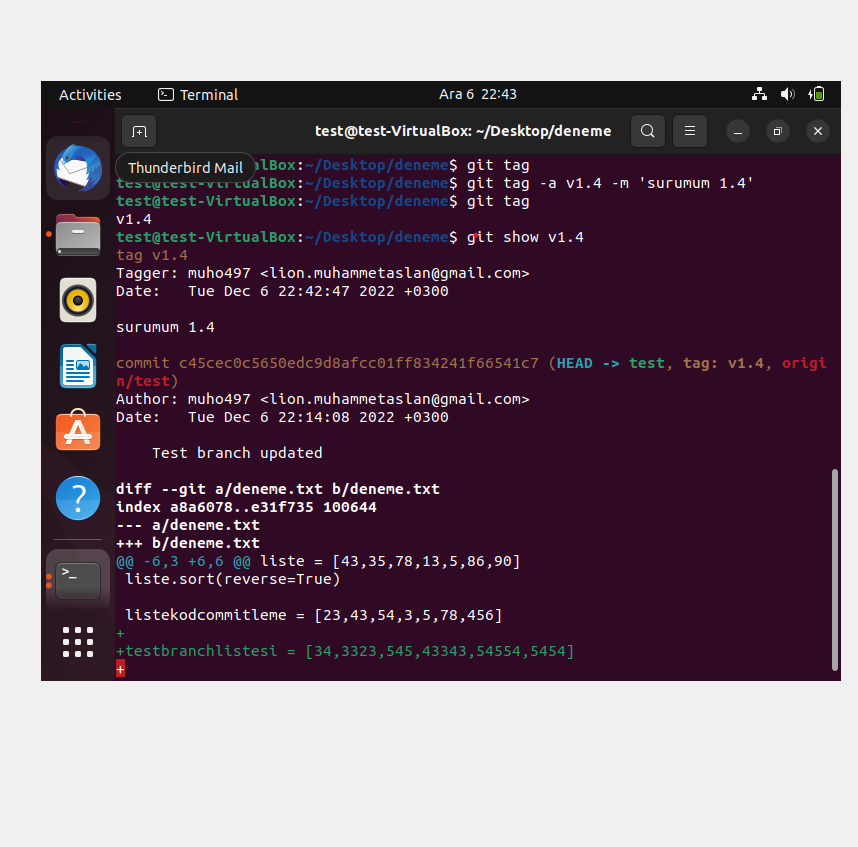 Activities Terminal Ara 6 22:43
test@test-VirtualBox: ~/Desktop/deneme
Thunderbird Mail
alBox:~/Desktop/deneme$ git tag
test@test-VirtualBox:~/Desktop/deneme$ git tag -a v1.4 -m 'surumum 1.4'
test@test-VirtualBox:~/Desktop/deneme$ git tag
v1.4
test@test-VirtualBox:~/Desktop/deneme$ git show v1.4
tag v1.4
Tagger: muho497 <lion.muhammetaslan@gmail.com>
Date:   Tue Dec 6 22:42:47 2022 +0300
surumum 1.4
commit c45cec0c5650edc9d8afcc01ff834241f66541c7 (HEAD -> test, tag: v1.4, origi
n/test)
Author: muho497 <lion.muhammetaslan@gmail.com>
Date:   Tue Dec 6 22:14:08 2022 +0300
    Test branch updated
diff --git a/deneme.txt b/deneme.txt
index a8a6078..e31f735 100644
--- a/deneme.txt
+++ b/deneme.txt
@@ -6,3 +6,6 @@ liste = [43,35,78,13,5,86,90]
 liste.sort(reverse=True)
 listekodcommitleme = [23,43,54,3,5,78,456]
+
+testbranchlistesi = [34,3323,545,43343,54554,5454]
+